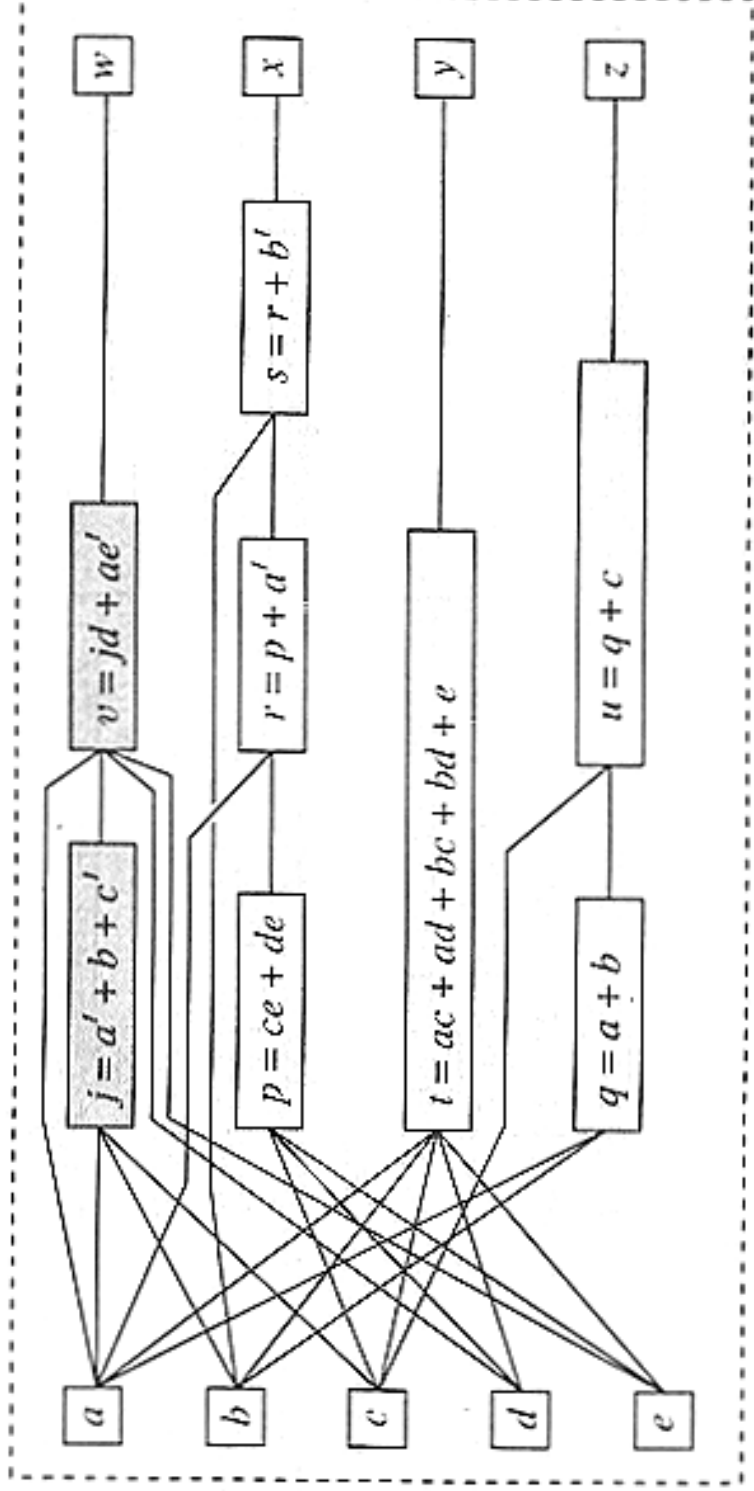 a
j = a′ + b + c′
v = jd + ae′
w
b
p = ce + de
r = p + a′
s = r + b′
x
c
t = ac + ad + bc + bd + e
y
d
q = a + b
u = q + c
z
e